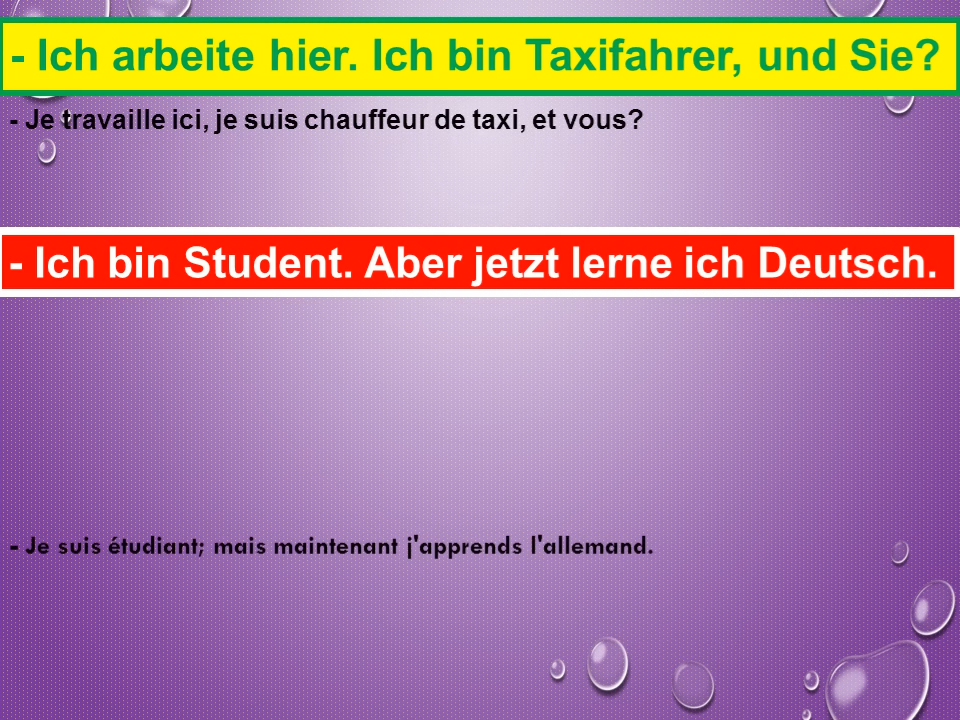 - Ich arbeite hier. Ich bin Taxifahrer, und Sie?
- Je travaille ici, je suis chauffeur de taxi, et vous?
- Ich bin Student. Aber jetzt lerne ich Deutsch.
- Je suis étudiant; mais maintenant j'apprends l'allemand.